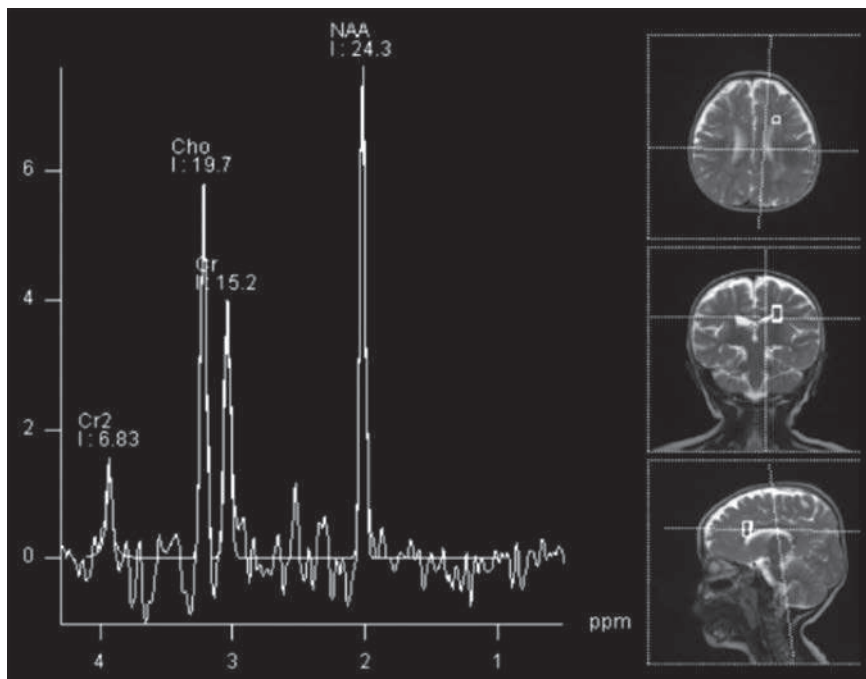 NAA
I : 24.3
Cho
I : 19.7
Cr
I : 15.2
Cr2
I : 6.83
6
4
2
0
ppm
4 3 2 1